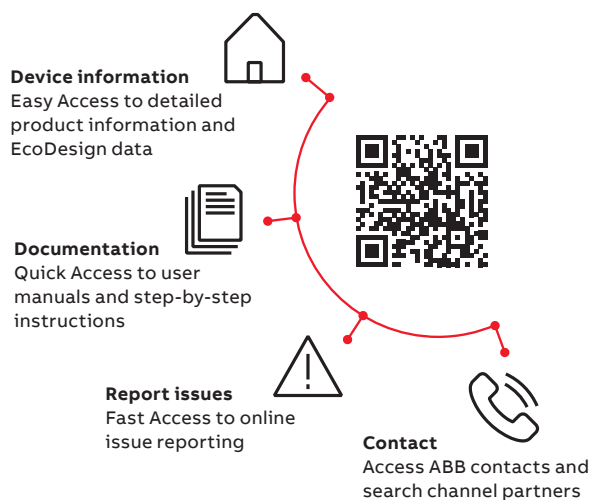 Device information
Easy Access to detailed
product information and
EcoDesign data
Documentation
Quick Access to user
manuals and step-by-step
instructions
Report issues
Fast Access to online
issue reporting
Contact
Access ABB contacts and
search channel partners